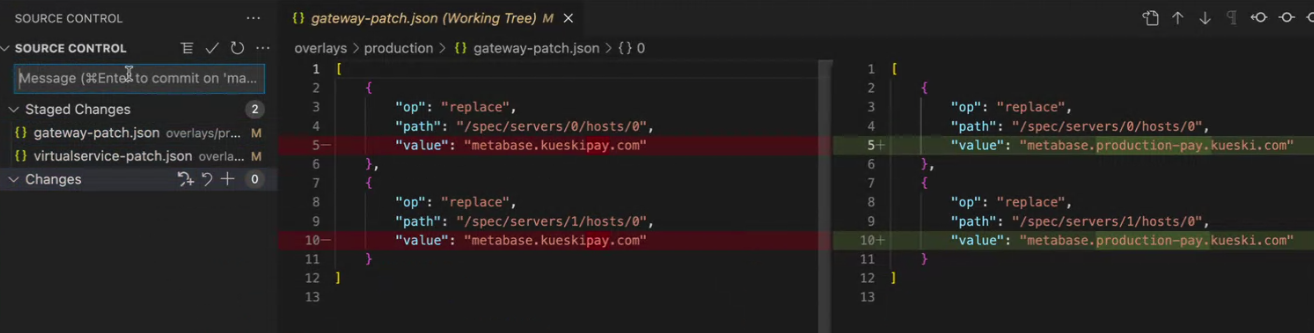 SOURCE CONTROL
SOURCE CONTROL
Message (⌘Enter to commit on 'ma...
Staged Changes 2
{} gateway-patch.json overlays/pr... M
{} virtualservice-patch.json overla... M
Changes 0
{} gateway-patch.json (Working Tree) M
overlays > production > {} gateway-patch.json > {} 0
1 [
2 {
3 "op": "replace",
4 "path": "/spec/servers/0/hosts/0",
5− "value": "metabase.kueskipay.com"
6 },
7 {
8 "op": "replace",
9 "path": "/spec/servers/1/hosts/0",
10− "value": "metabase.kueskipay.com"
11 }
12 ]
13
1 [
2 {
3 "op": "replace",
4 "path": "/spec/servers/0/hosts/0",
5+ "value": "metabase.production-pay.kueski.com"
6 },
7 {
8 "op": "replace",
9 "path": "/spec/servers/1/hosts/0",
10+ "value": "metabase.production-pay.kueski.com"
11 }
12 ]
13